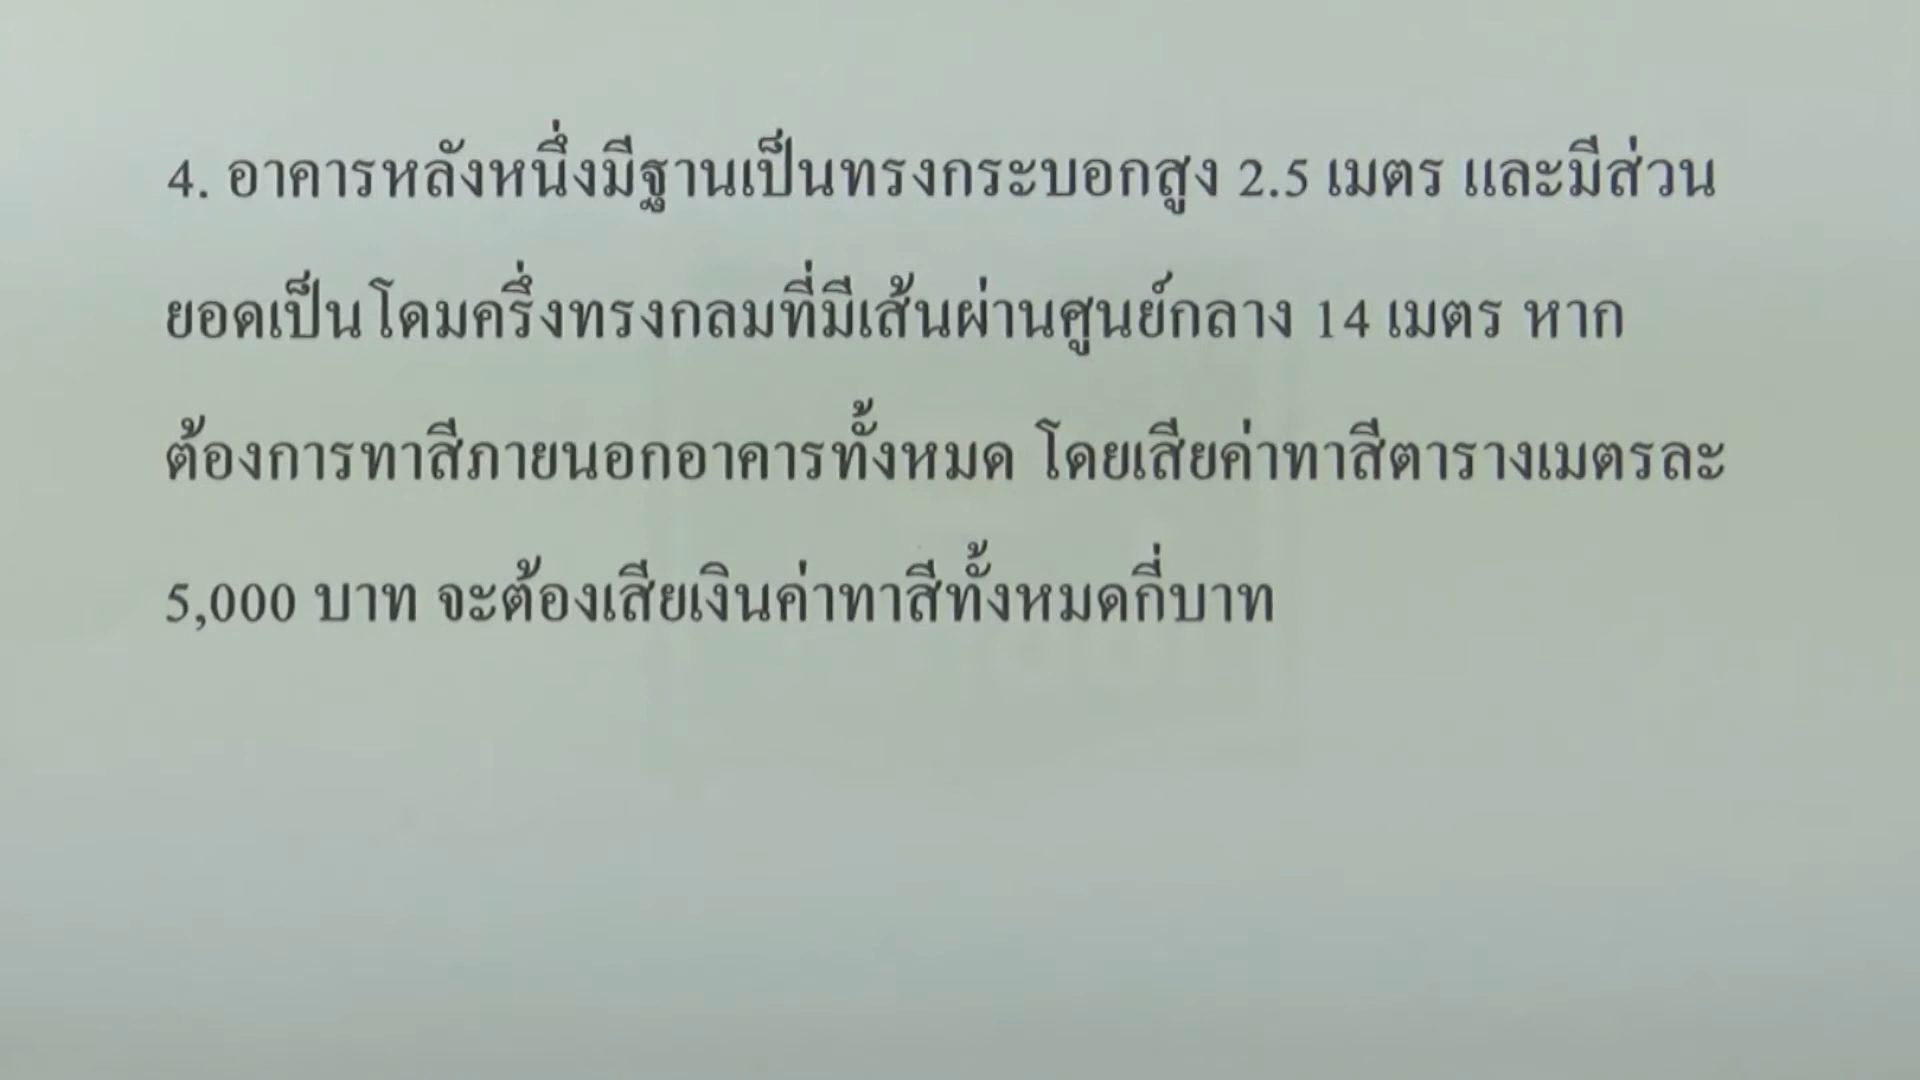 4. อาคารหลังหนึ่งมีฐานเป็นทรงกระบอกสูง 2.5 เมตร และมีส่วน
ยอดเป็นโดมครึ่งทรงกลมที่มีเส้นผ่านศูนย์กลาง 14 เมตร หาก
ต้องการทาสีภายนอกอาคารทั้งหมด โดยเสียค่าทาสีตารางเมตรละ
5,000 บาท จะต้องเสียเงินค่าทาสีทั้งหมดกี่บาท